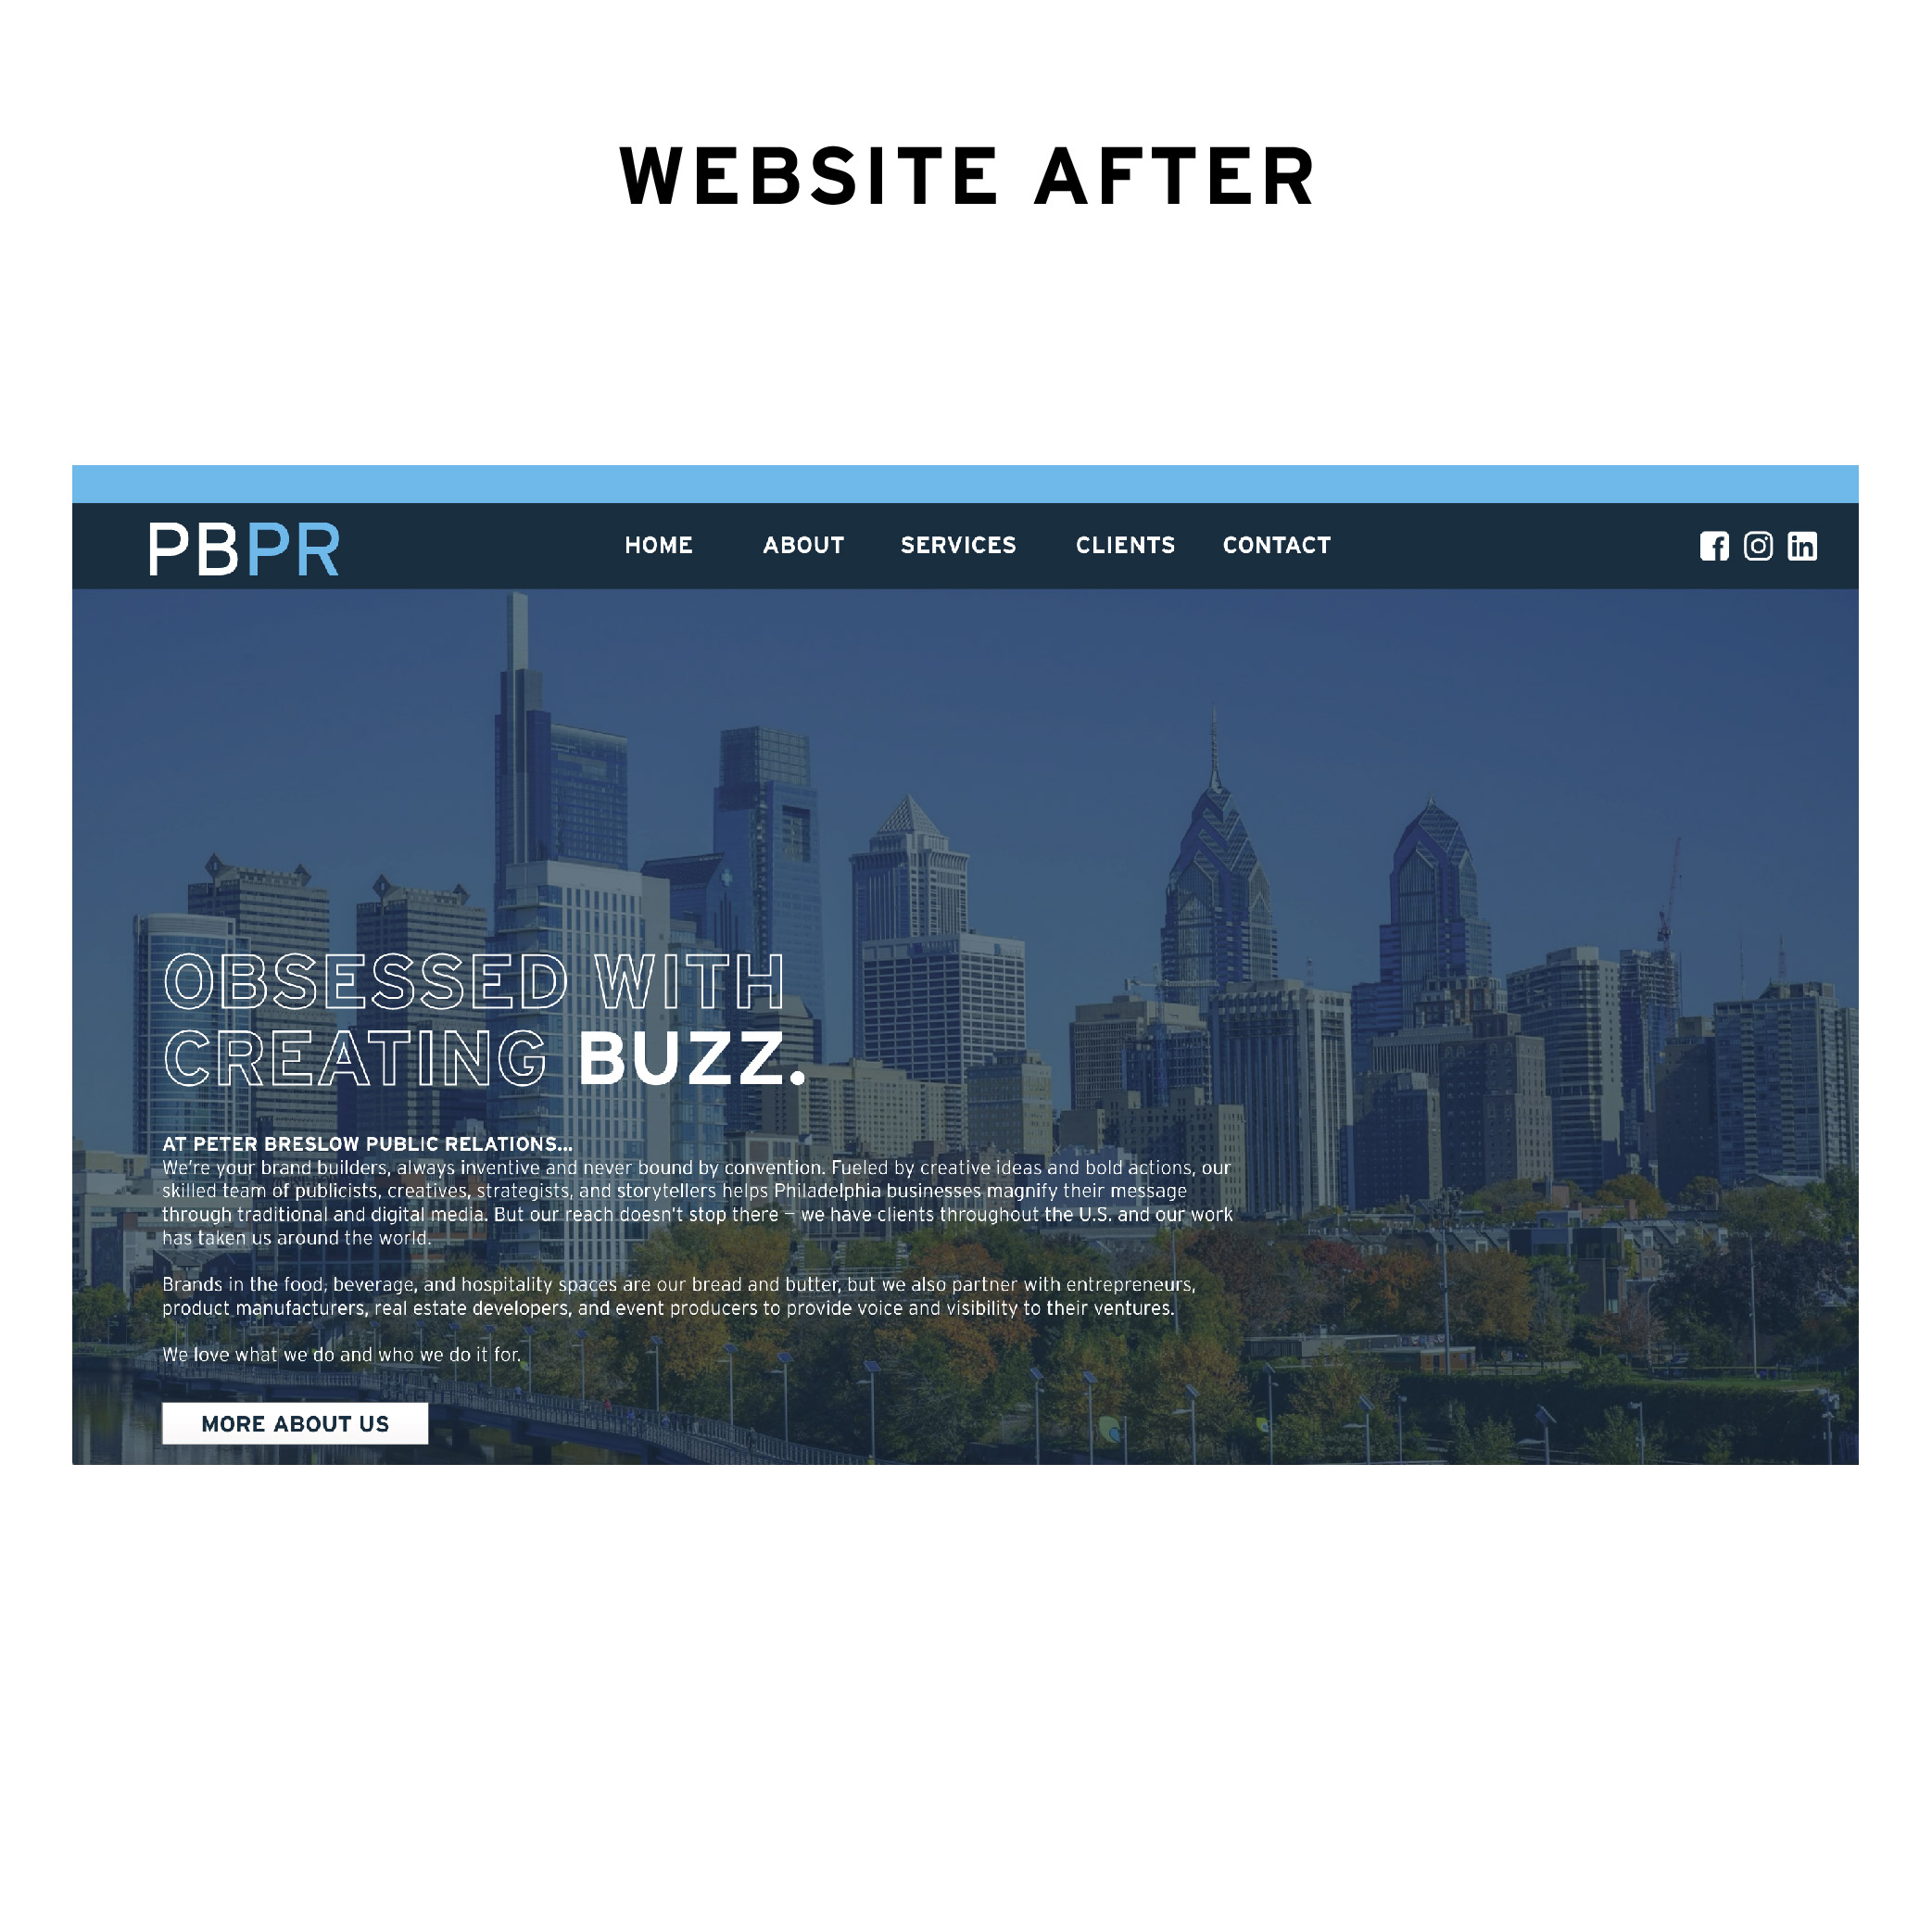 WEBSITE AFTER
PBPR
HOME ABOUT SERVICES CLIENTS CONTACT
OBSESSED WITH
CREATING BUZZ.
AT PETER BRESLOW PUBLIC RELATIONS...
We're your brand builders, always inventive and never bound by convention. Fueled by creative ideas and bold actions, our
skilled team of publicists, creatives, strategists, and storytellers helps Philadelphia businesses magnify their message
through traditional and digital media. But our reach doesn't stop there – we have clients throughout the U.S. and our work
has taken us around the world.
Brands in the food, beverage, and hospitality spaces are our bread and butter, but we also partner with entrepreneurs,
product manufacturers, real estate developers, and event producers to provide voice and visibility to their ventures.
We love what we do and who we do it for.
MORE ABOUT US